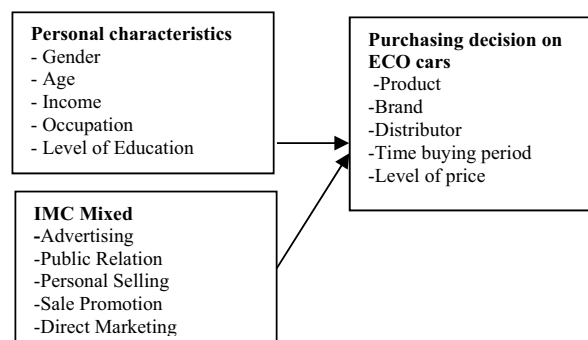 Personal characteristics
- Gender
- Age
- Income
- Occupation
- Level of Education
Purchasing decision on
ECO cars
-Product
-Brand
-Distributor
-Time buying period
-Level of price
IMC Mixed
-Advertising
-Public Relation
-Personal Selling
-Sale Promotion
-Direct Marketing